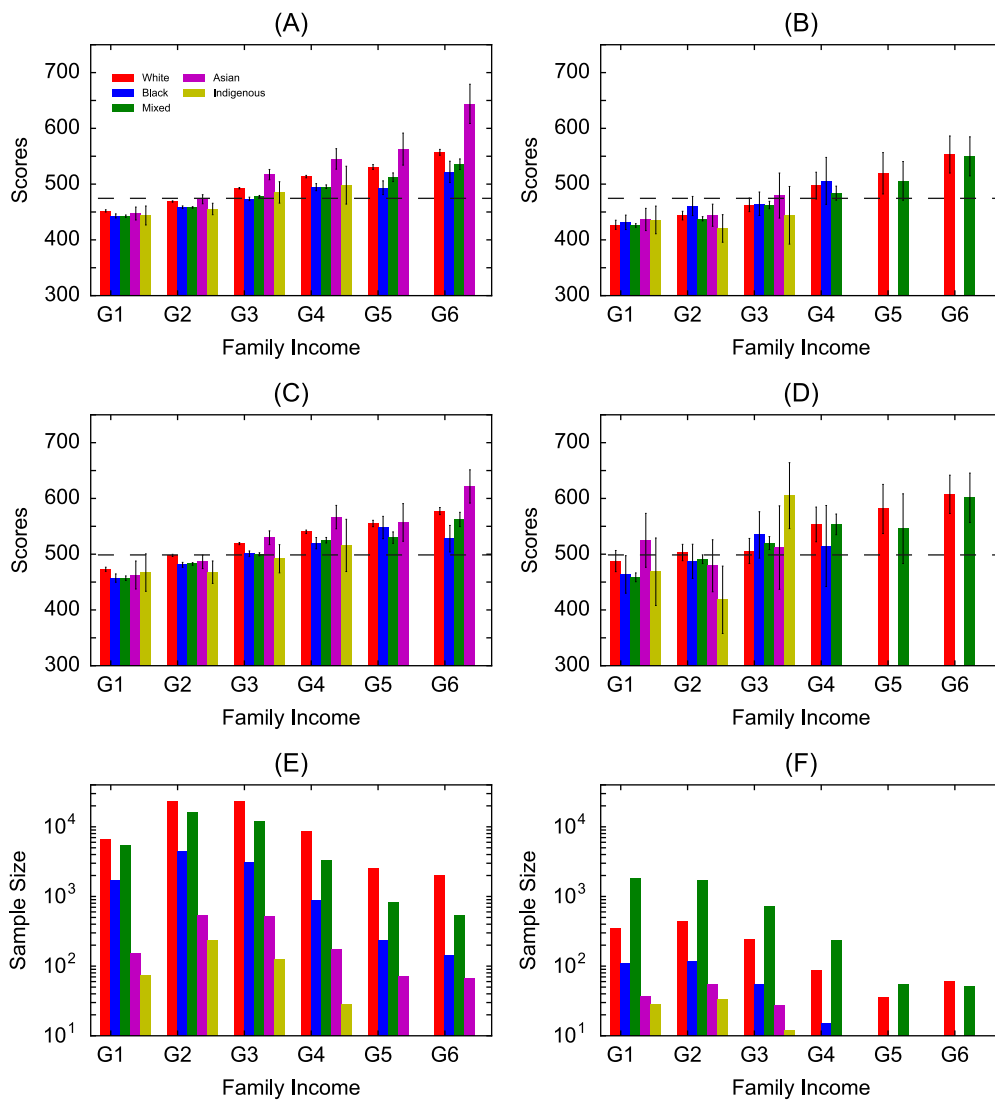 (A)
700
600
500
400
300
Scores
White
Black
Mixed
Asian
Indigenous
G1 G2 G3 G4 G5 G6
Family Income
(B)
700
600
500
400
300
Scores
G1 G2 G3 G4 G5 G6
Family Income
(C)
700
600
500
400
300
Scores
G1 G2 G3 G4 G5 G6
Family Income
(D)
700
600
500
400
300
Scores
G1 G2 G3 G4 G5 G6
Family Income
(E)
10^4
10^3
10^2
10^1
Sample Size
G1 G2 G3 G4 G5 G6
Family Income
(F)
10^4
10^3
10^2
10^1
Sample Size
G1 G2 G3 G4 G5 G6
Family Income